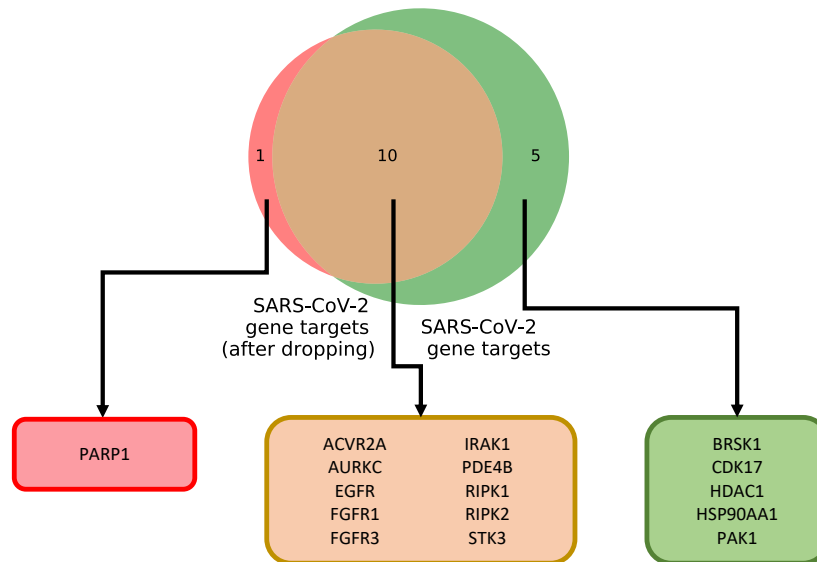 1
10
5
SARS-CoV-2
gene targets
(after dropping)
SARS-CoV-2
gene targets
PARP1
ACVR2A
AURKC
EGFR
FGFR1
FGFR3
IRAK1
PDE4B
RIPK1
RIPK2
STK3
BRSK1
CDK17
HDAC1
HSP90AA1
PAK1